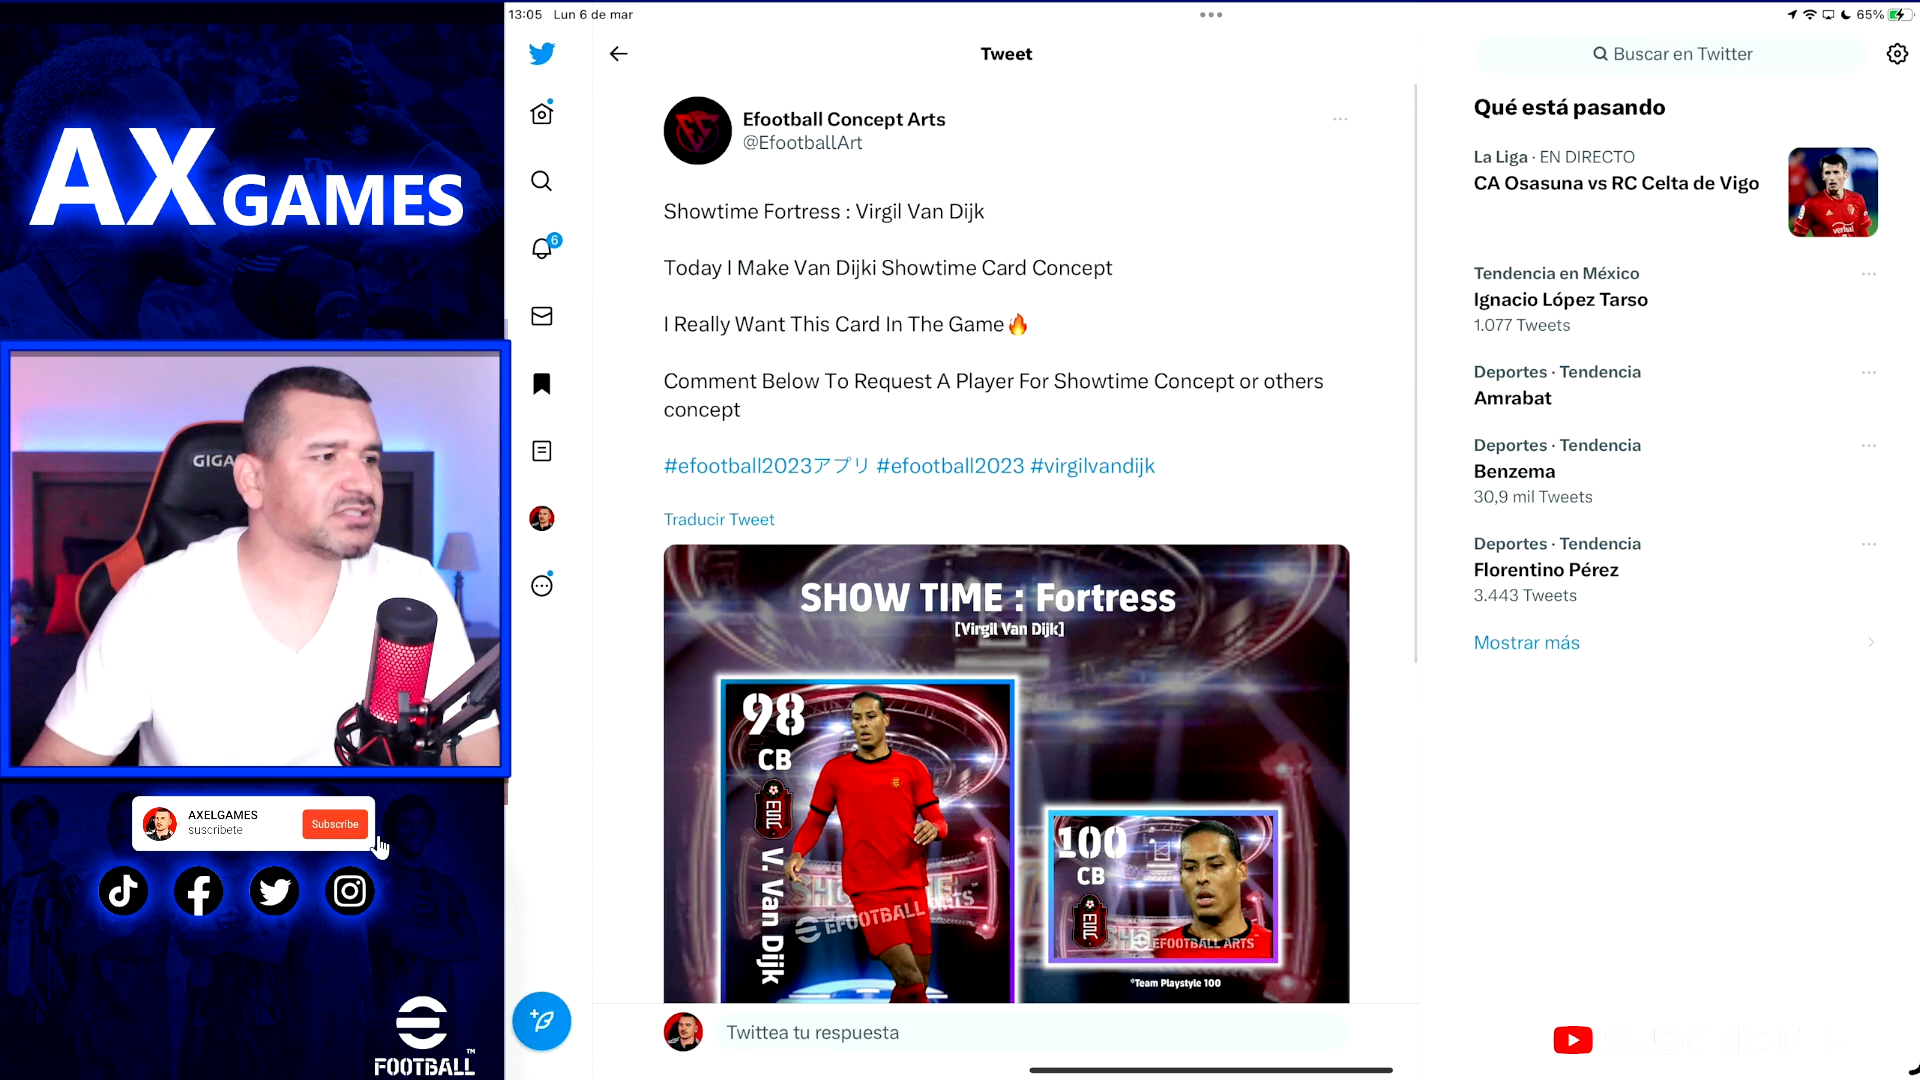 13:05 Lun 6 de mar
65%
AX GAMES
GIGA
AXELGAMES
suscribete
Subscribe
FOOTBALL™
6
Tweet
Efootball Concept Arts
@EfootballArt
Showtime Fortress : Virgil Van Dijk
Today I Make Van Dijki Showtime Card Concept
I Really Want This Card In The Game🔥
Comment Below To Request A Player For Showtime Concept or others
concept
#efootball2023アプリ #efootball2023 #virgilvandijk
Traducir Tweet
SHOW TIME : Fortress
[Virgil Van Dijk]
98
CB
V. Van Dijk
EFOOTBALL ARTS
100
CB
EFOOTBALL ARTS
*Team Playstyle 100
Twittea tu respuesta
Buscar en Twitter
Qué está pasando
La Liga · EN DIRECTO
CA Osasuna vs RC Celta de Vigo
Tendencia en México
Ignacio López Tarso
1.077 Tweets
Deportes · Tendencia
Amrabat
Deportes · Tendencia
Benzema
30,9 mil Tweets
Deportes · Tendencia
Florentino Pérez
3.443 Tweets
Mostrar más